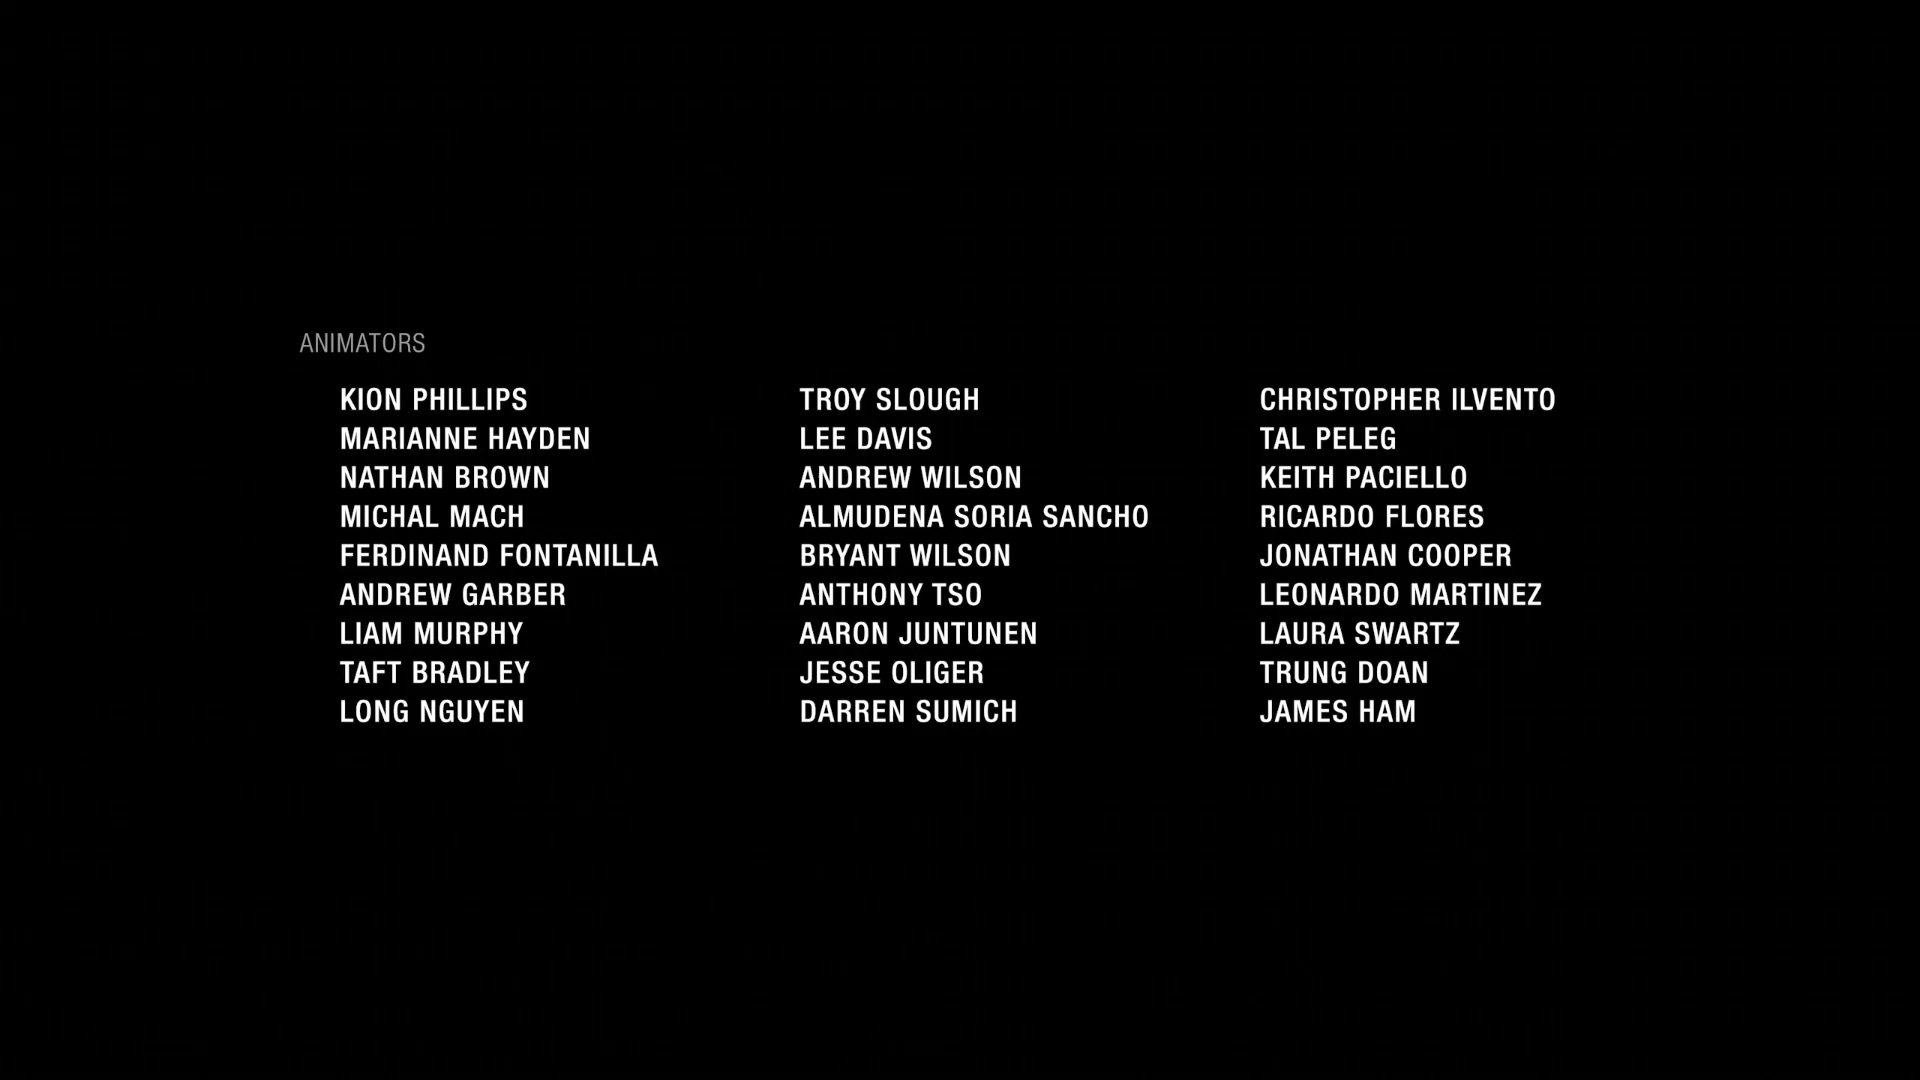 ANIMATORS
KION PHILLIPS
MARIANNE HAYDEN
NATHAN BROWN
MICHAL MACH
FERDINAND FONTANILLA
ANDREW GARBER
LIAM MURPHY
TAFT BRADLEY
LONG NGUYEN
TROY SLOUGH
LEE DAVIS
ANDREW WILSON
ALMUDENA SORIA SANCHO
BRYANT WILSON
ANTHONY TSO
AARON JUNTUNEN
JESSE OLIGER
DARREN SUMICH
CHRISTOPHER ILVENTO
TAL PELEG
KEITH PACIELLO
RICARDO FLORES
JONATHAN COOPER
LEONARDO MARTINEZ
LAURA SWARTZ
TRUNG DOAN
JAMES HAM